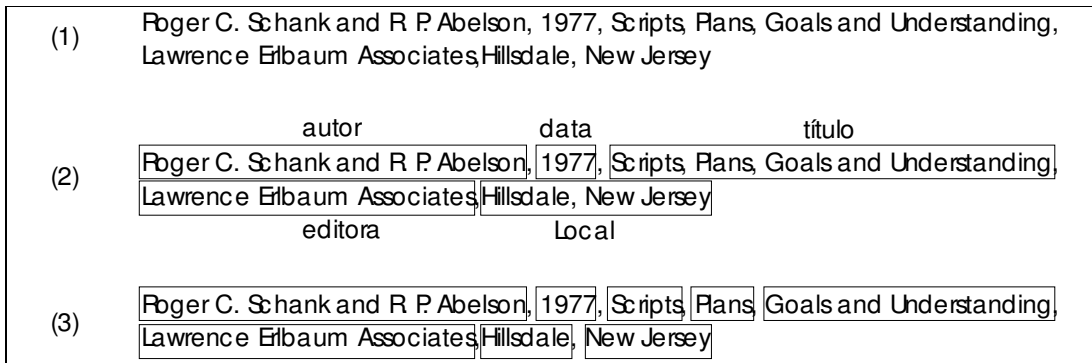 (1) Roger C. Schank and R. P. Abelson, 1977, Scripts, Plans, Goals and Understanding,
Lawrence Erlbaum Associates,Hillsdale, New Jersey
autor data título
(2) Roger C. Schank and R. P. Abelson, 1977, Scripts, Plans, Goals and Understanding,
Lawrence Erlbaum Associates,Hillsdale, New Jersey
editora Local
(3) Roger C. Schank and R. P. Abelson, 1977, Scripts, Plans, Goals and Understanding,
Lawrence Erlbaum Associates,Hillsdale, New Jersey